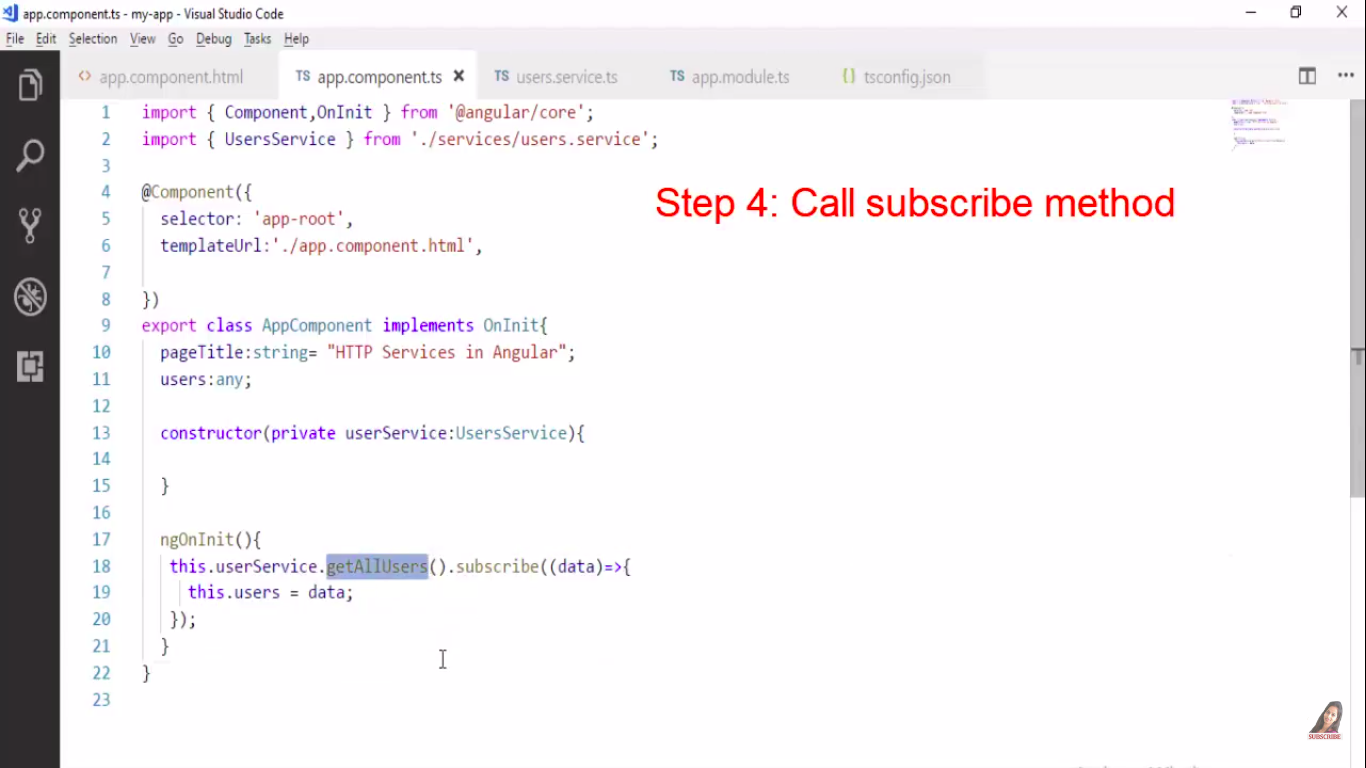 app.component.ts - my-app - Visual Studio Code
File Edit Selection View Go Debug Tasks Help
<> app.component.html TS app.component.ts TS users.service.ts TS app.module.ts {} tsconfig.json
1 import { Component,OnInit } from '@angular/core';
2 import { UsersService } from './services/users.service';
3
4 @Component({
Step 4: Call subscribe method
5 selector: 'app-root',
6 templateUrl:'./app.component.html',
7
8 })
9 export class AppComponent implements OnInit{
10 pageTitle:string= "HTTP Services in Angular";
11 users:any;
12
13 constructor(private userService:UsersService){
14
15 }
16
17 ngOnInit(){
18 this.userService.getAllUsers().subscribe((data)=>{
19 this.users = data;
20 });
21 }
22 }
23
SUBSCRIBE